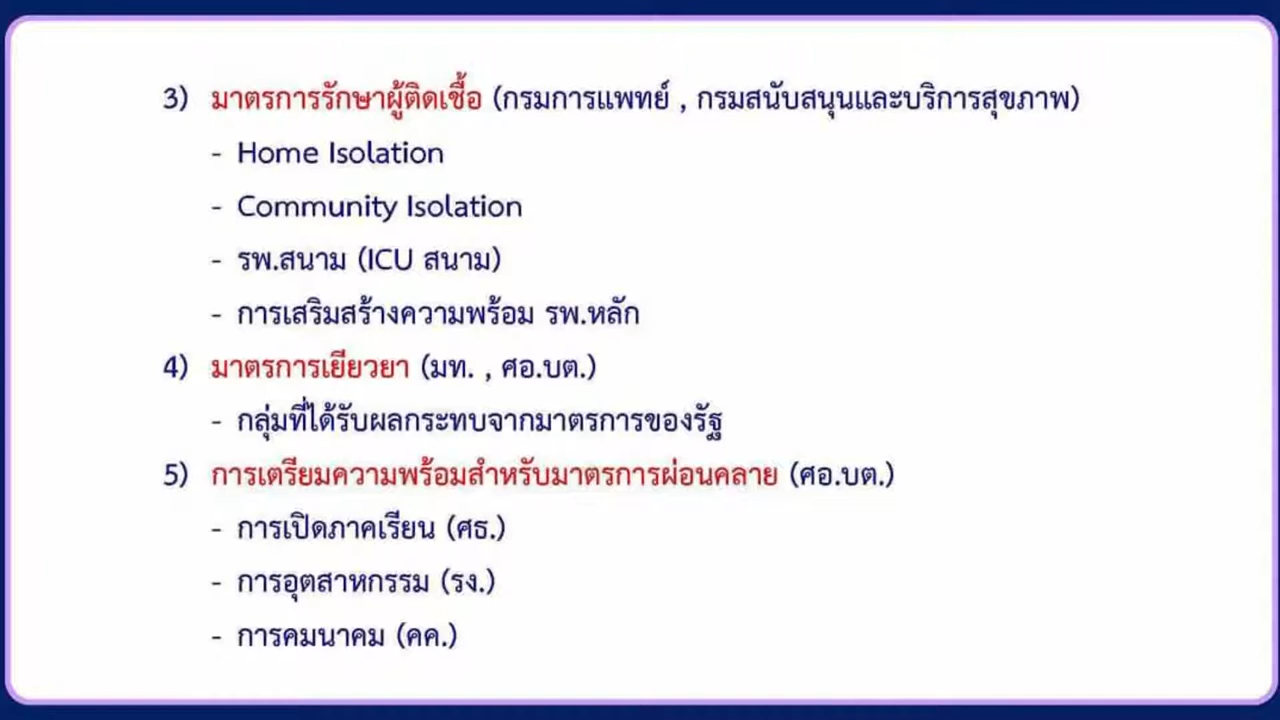 3) มาตรการรักษาผู้ติดเชื้อ (กรมการแพทย์ , กรมสนับสนุนและบริการสุขภาพ)
- Home Isolation
- Community Isolation
- รพ.สนาม (ICU สนาม)
- การเสริมสร้างความพร้อม รพ.หลัก
4) มาตรการเยียวยา (มท. , ศอ.บต.)
- กลุ่มที่ได้รับผลกระทบจากมาตรการของรัฐ
5) การเตรียมความพร้อมสำหรับมาตรการผ่อนคลาย (ศอ.บต.)
- การเปิดภาคเรียน (ศธ.)
- การอุตสาหกรรม (รง.)
- การคมนาคม (คค.)